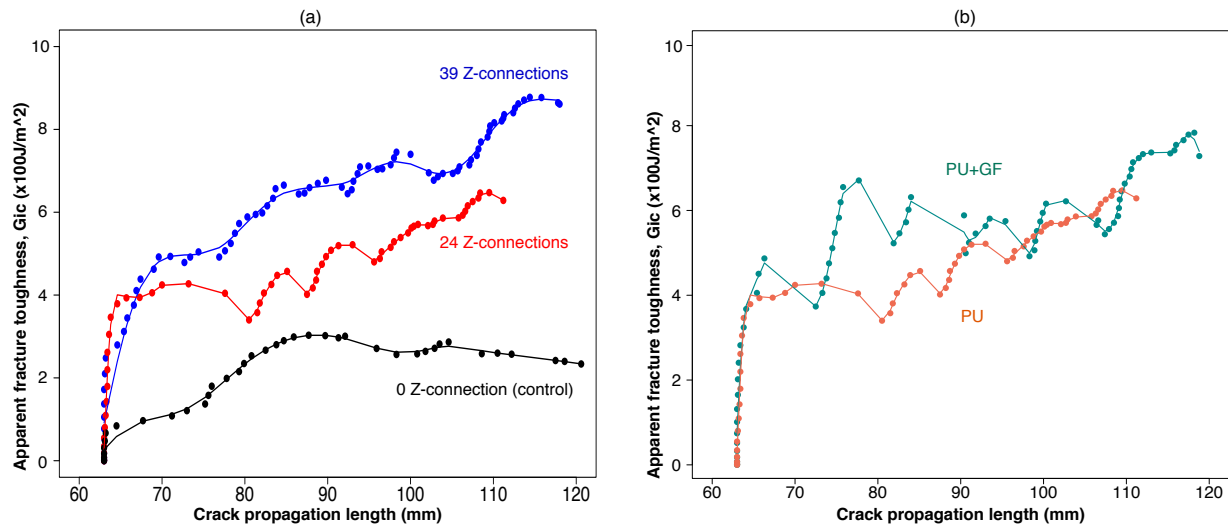 (a)
Apparent fracture toughness, Gic (x100J/m^2)
10
8
6
4
2
0
39 Z-connections
24 Z-connections
0 Z-connection (control)
60 70 80 90 100 110 120
Crack propagation length (mm)
(b)
Apparent fracture toughness, Gic (x100J/m^2)
10
8
6
4
2
0
PU+GF
PU
60 70 80 90 100 110 120
Crack propagation length (mm)